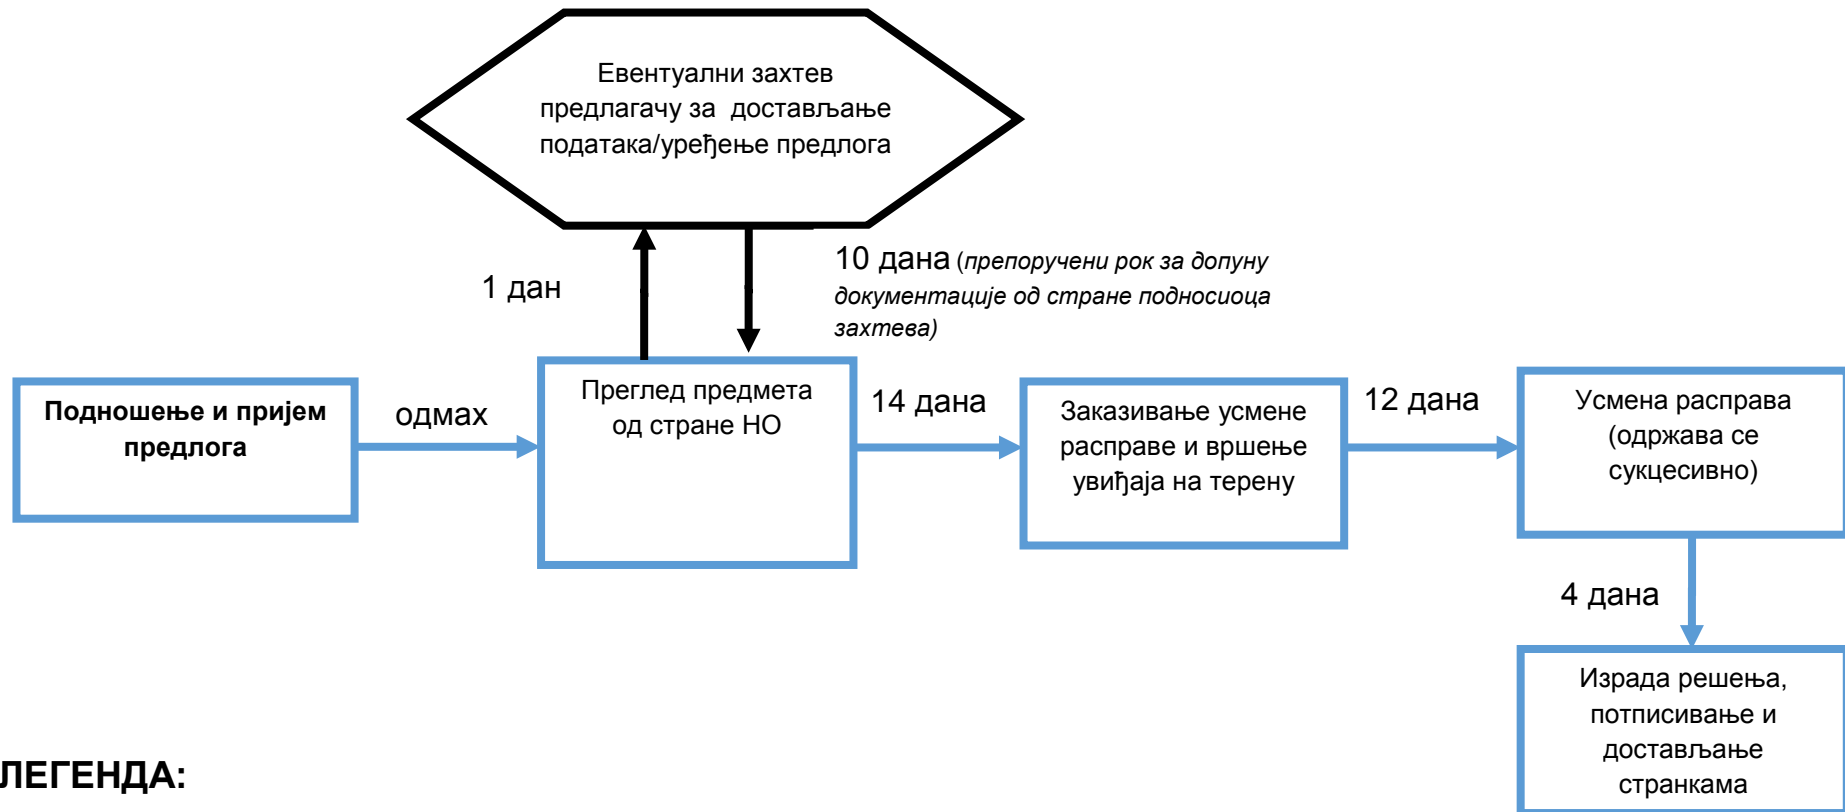 Евентуални захтев
предлагачу за  достављање
података/уређење предлога
1 дан
10 дана (препоручени рок за допуну
документације од стране подносиоца
захтева)
Подношење и пријем
предлога
одмах
Преглед предмета
од стране НО
14 дана
Заказивање усмене
расправе и вршење
увиђаја на терену
12 дана
Усмена расправа
(одржава се
сукцесивно)
4 дана
Израда решења,
потписивање и
достављање
странкама
ЛЕГЕНДА: